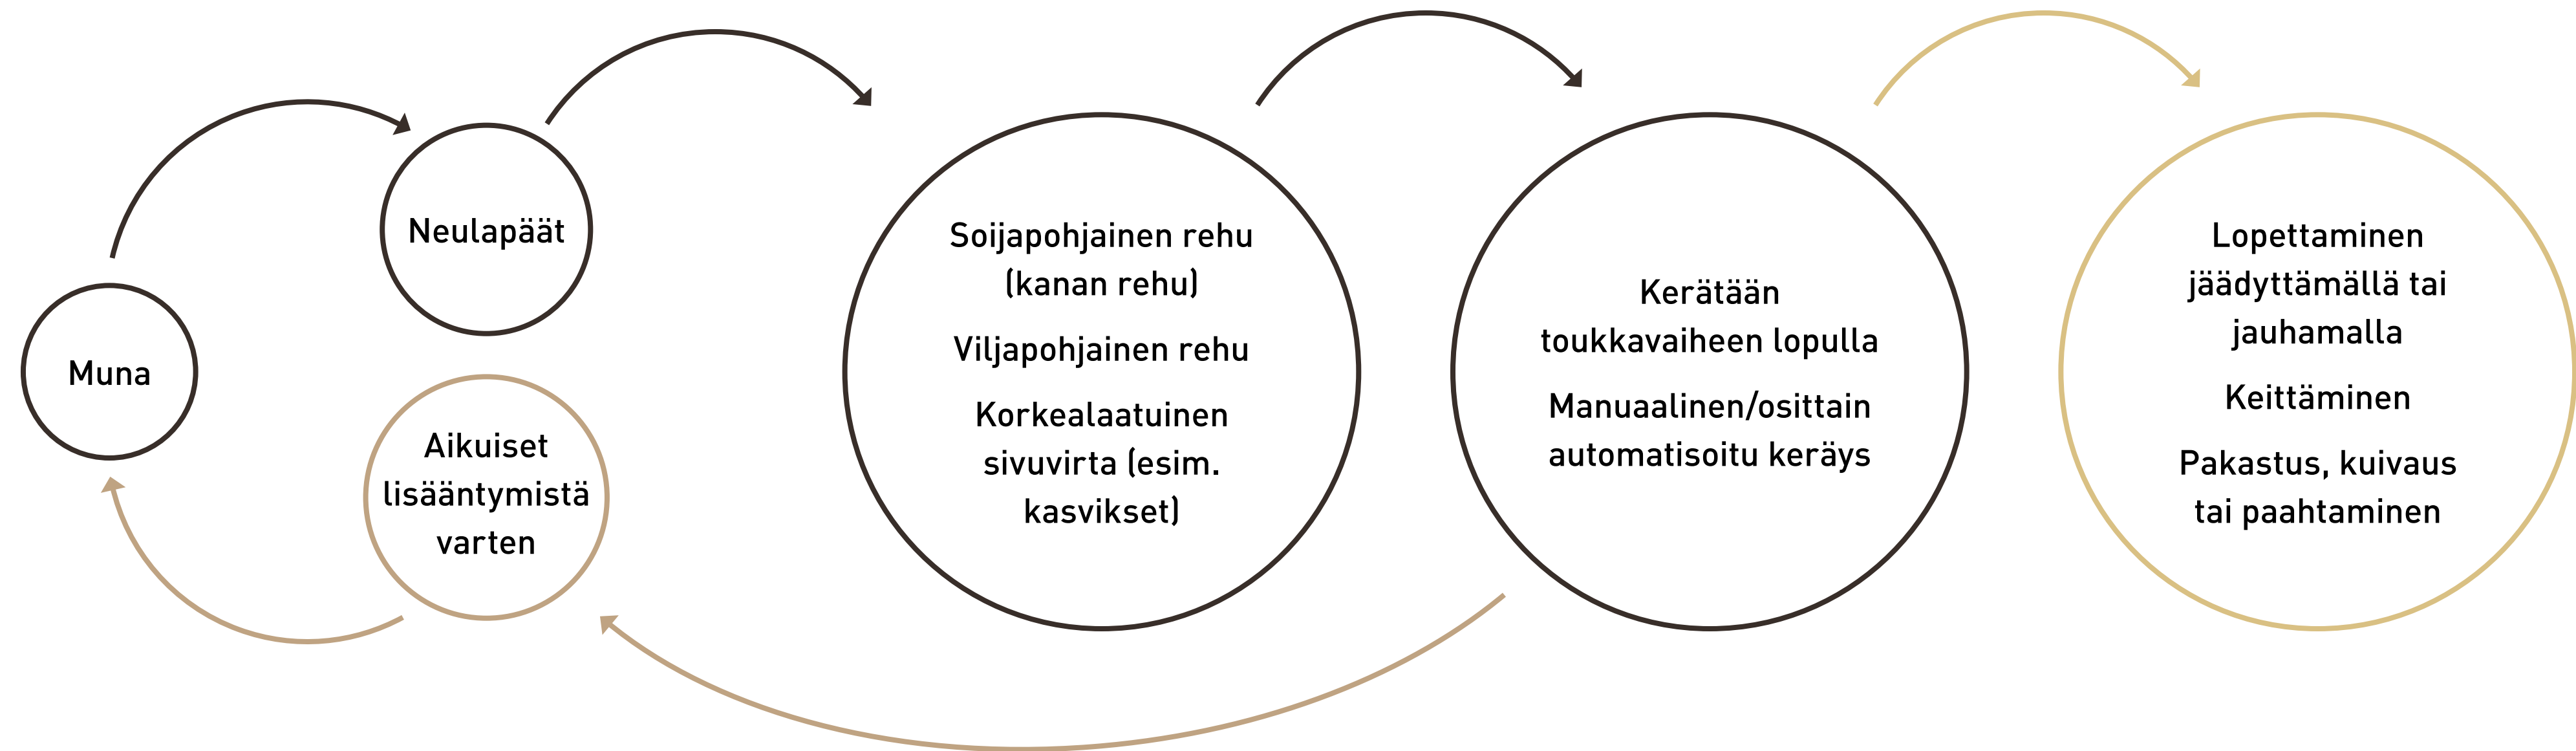 Muna
Neulapäät
Aikuiset
lisääntymistä
varten
Soijapohjainen rehu
(kanan rehu)
Viljapohjainen rehu
Korkealaatuinen
sivuvirta (esim.
kasvikset)
Kerätään
toukkavaiheen lopulla
Manuaalinen/osittain
automatisoitu keräys
Lopettaminen
jäädyttämällä tai
jauhamalla
Keittäminen
Pakastus, kuivaus
tai paahtaminen